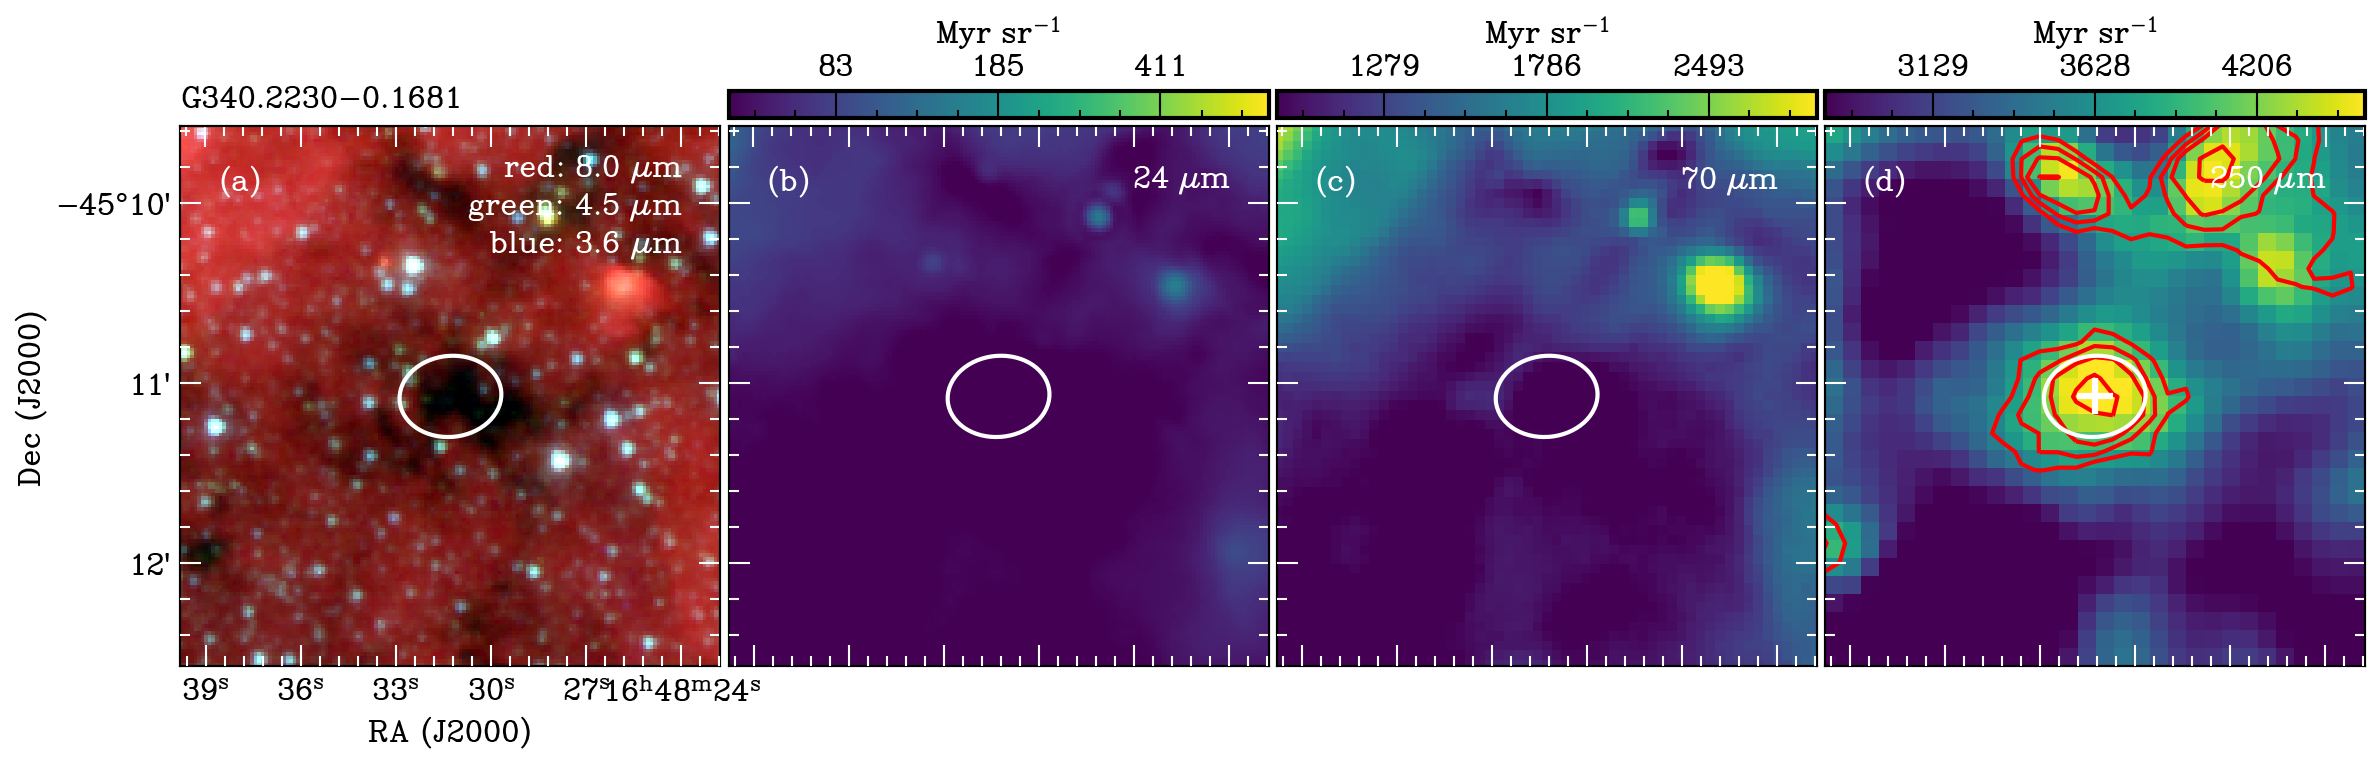 Myr sr⁻¹ Myr sr⁻¹ Myr sr⁻¹
83 185 411 1279 1786 2493 3129 3628 4206
G340.2230−0.1681
(a) red: 8.0 μm
green: 4.5 μm
blue: 3.6 μm
(b) 24 μm
(c) 70 μm
(d) 250 μm
−45°10'
11'
12'
Dec (J2000)
39ˢ 36ˢ 33ˢ 30ˢ 27ˢ 16ʰ48ᵐ24ˢ
RA (J2000)